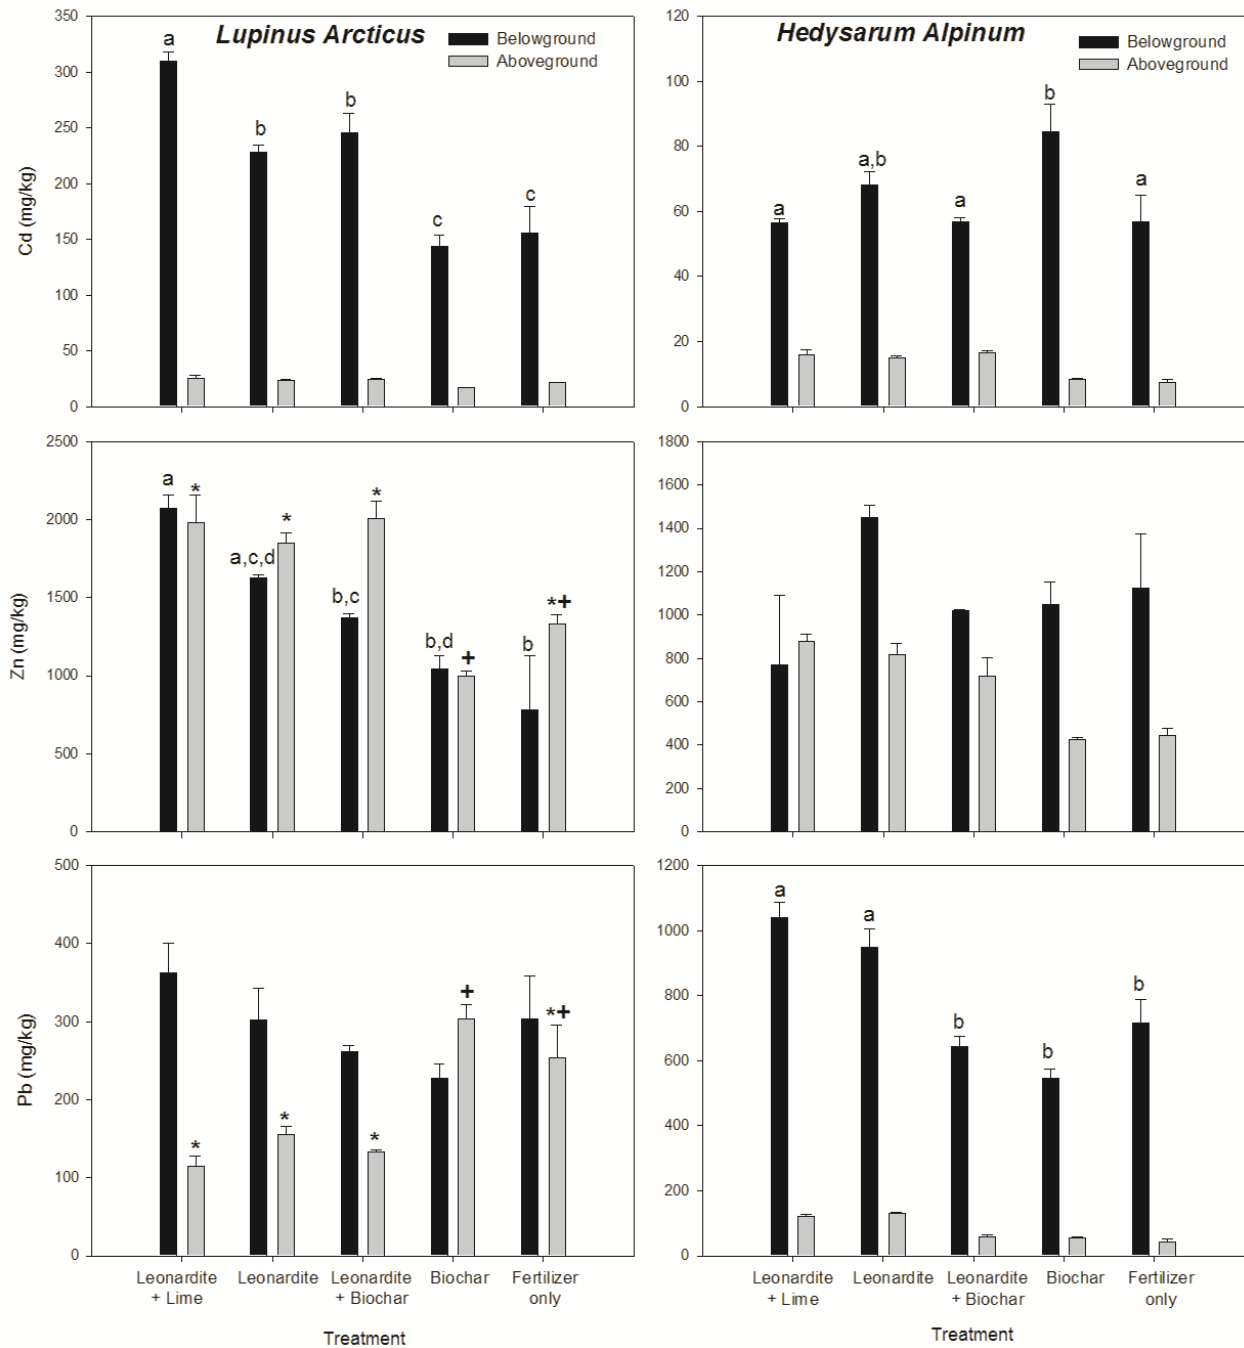 Lupinus Arcticus
Belowground
Aboveground
Cd (mg/kg)
350
300
250
200
150
100
50
0
a
b
b
c
c
Hedysarum Alpinum
Belowground
Aboveground
120
100
80
60
40
20
0
a
a,b
a
b
a
Zn (mg/kg)
2500
2000
1500
1000
500
0
a
*
a,c,d
*
b,c
*
b,d
+
b
*+
1800
1600
1400
1200
1000
800
600
400
200
0
Pb (mg/kg)
500
400
300
200
100
0
*
*
*
+
*+
Leonardite
+ Lime
Leonardite
Leonardite
+ Biochar
Biochar
Fertilizer
only
Treatment
1200
1000
800
600
400
200
0
a
a
b
b
b
Leonardite
+ Lime
Leonardite
Leonardite
+ Biochar
Biochar
Fertilizer
only
Treatment